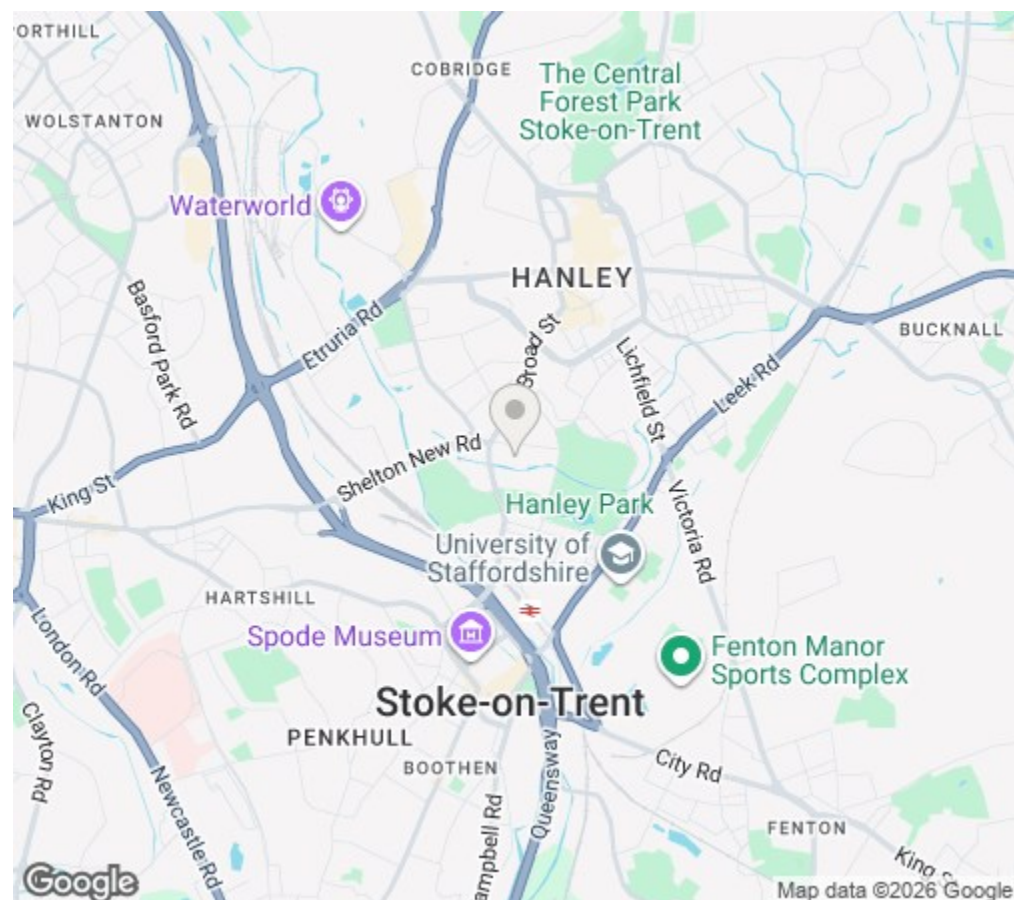 PORTHILL
COBRIDGE
The Central
Forest Park
Stoke-on-Trent
WOLSTANTON
Waterworld
HANLEY
Basford Park Rd
Etruria Rd
Broad St
Lichfield St
BUCKNALL
Leek Rd
Shelton New Rd
King St
Hanley Park
Victoria Rd
University of
Staffordshire
HARTSHILL
London Rd
Spode Museum
Fenton Manor
Sports Complex
Stoke-on-Trent
Clayton Rd
PENKHULL
BOOTHEN
Queensway
City Rd
Newcastle Rd
Campbell Rd
FENTON
King St
Google
Map data ©2026 Google